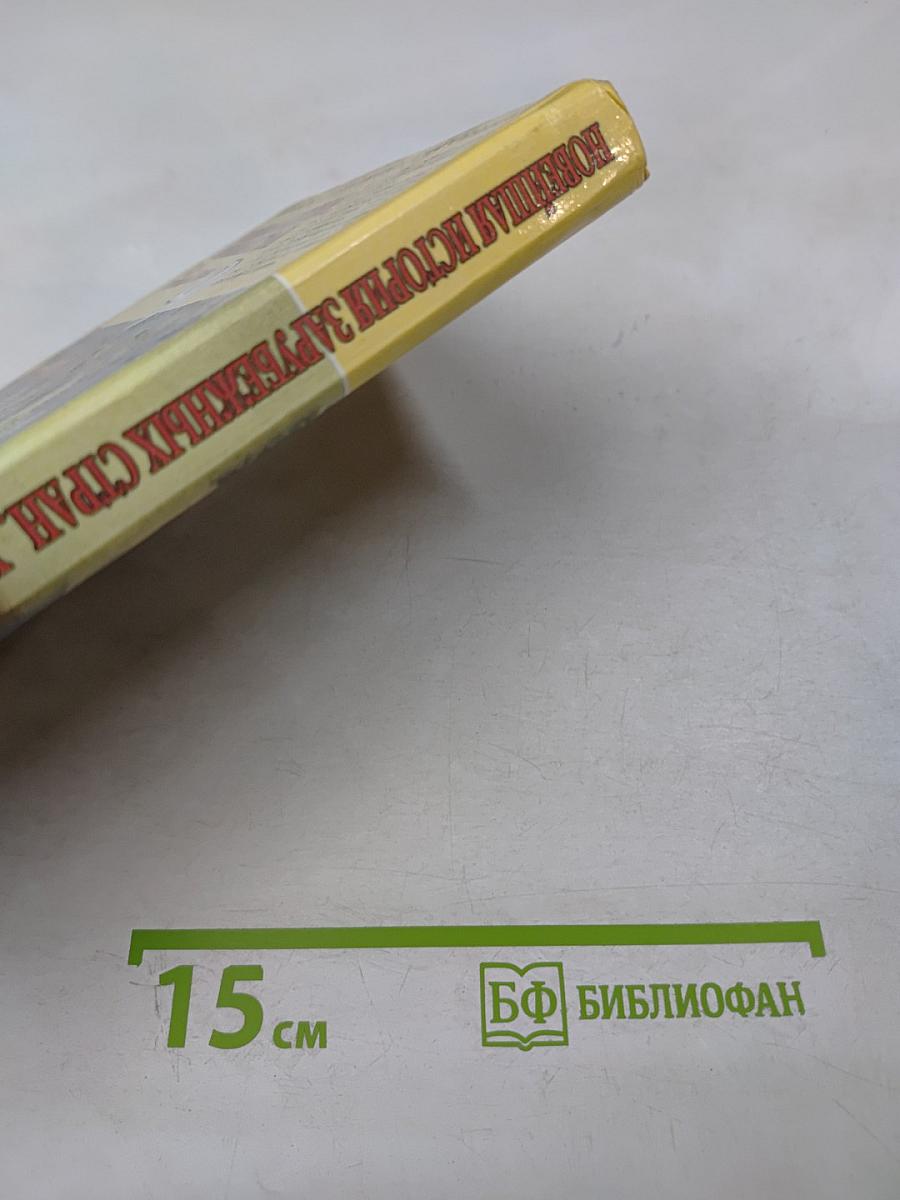 НОВЕЙШАЯ ИСТОРИЯ ЗАРУБЕЖНЫХ СТРАН.
15 см
БФ БИБЛИОФАН